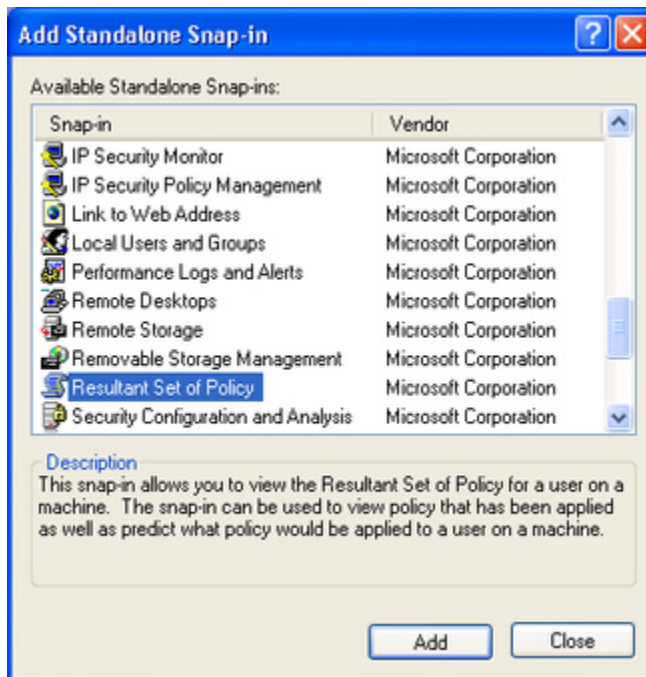 Add Standalone Snap-in
Available Standalone Snap-ins:
Snap-in Vendor
IP Security Monitor Microsoft Corporation
IP Security Policy Management Microsoft Corporation
Link to Web Address Microsoft Corporation
Local Users and Groups Microsoft Corporation
Performance Logs and Alerts Microsoft Corporation
Remote Desktops Microsoft Corporation
Remote Storage Microsoft Corporation
Removable Storage Management Microsoft Corporation
Resultant Set of Policy Microsoft Corporation
Security Configuration and Analysis Microsoft Corporation
Description
This snap-in allows you to view the Resultant Set of Policy for a user on a
machine. The snap-in can be used to view policy that has been applied
as well as predict what policy would be applied to a user on a machine.
Add Close